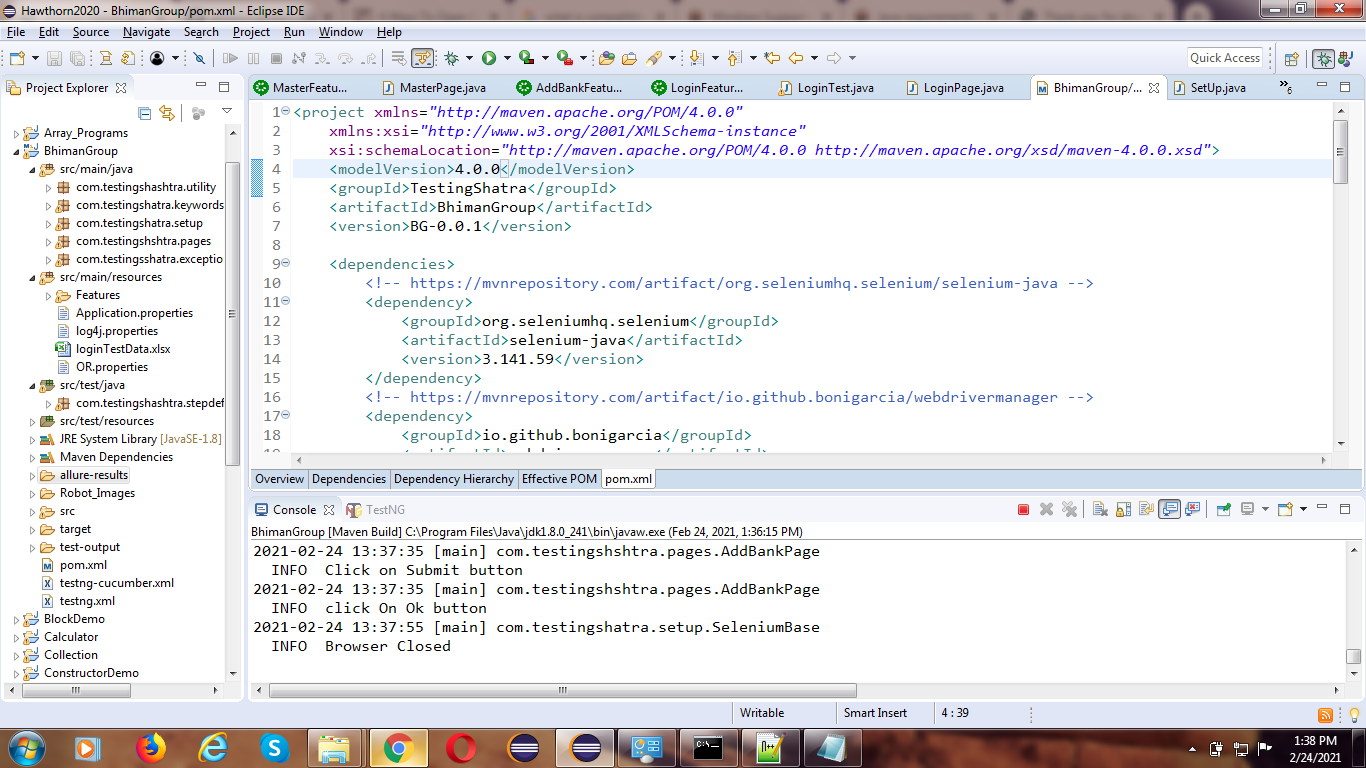 Hawthorn2020 - BhimanGroup/pom.xml - Eclipse IDE
File Edit Source Navigate Search Project Run Window Help
Quick Access
Project Explorer
MasterFeatu... MasterPage.java AddBankFeatu... LoginFeatur... LoginTest.java LoginPage.java BhimanGroup/... SetUp.java »6
Array_Programs
BhimanGroup
src/main/java
com.testingshashtra.utility
com.testingshatra.keywords
com.testingshatra.setup
com.testingshshtra.pages
com.testingsshatra.exceptio
src/main/resources
Features
Application.properties
log4j.properties
loginTestData.xlsx
OR.properties
src/test/java
com.testingshashtra.stepdef
src/test/resources
JRE System Library [JavaSE-1.8]
Maven Dependencies
allure-results
Robot_Images
src
target
test-output
pom.xml
testng-cucumber.xml
testng.xml
BlockDemo
Calculator
Collection
ConstructorDemo
1 <project xmlns="http://maven.apache.org/POM/4.0.0"
2 xmlns:xsi="http://www.w3.org/2001/XMLSchema-instance"
3 xsi:schemaLocation="http://maven.apache.org/POM/4.0.0 http://maven.apache.org/xsd/maven-4.0.0.xsd">
4 <modelVersion>4.0.0</modelVersion>
5 <groupId>TestingShatra</groupId>
6 <artifactId>BhimanGroup</artifactId>
7 <version>BG-0.0.1</version>
8
9 <dependencies>
10 <!-- https://mvnrepository.com/artifact/org.seleniumhq.selenium/selenium-java -->
11 <dependency>
12 <groupId>org.seleniumhq.selenium</groupId>
13 <artifactId>selenium-java</artifactId>
14 <version>3.141.59</version>
15 </dependency>
16 <!-- https://mvnrepository.com/artifact/io.github.bonigarcia/webdrivermanager -->
17 <dependency>
18 <groupId>io.github.bonigarcia</groupId>
Overview Dependencies Dependency Hierarchy Effective POM pom.xml
Console TestNG
BhimanGroup [Maven Build] C:\Program Files\Java\jdk1.8.0_241\bin\javaw.exe (Feb 24, 2021, 1:36:15 PM)
2021-02-24 13:37:35 [main] com.testingshshtra.pages.AddBankPage
INFO Click on Submit button
2021-02-24 13:37:35 [main] com.testingshshtra.pages.AddBankPage
INFO click On Ok button
2021-02-24 13:37:55 [main] com.testingshatra.setup.SeleniumBase
INFO Browser Closed
Writable Smart Insert 4 : 39
1:38 PM
2/24/2021